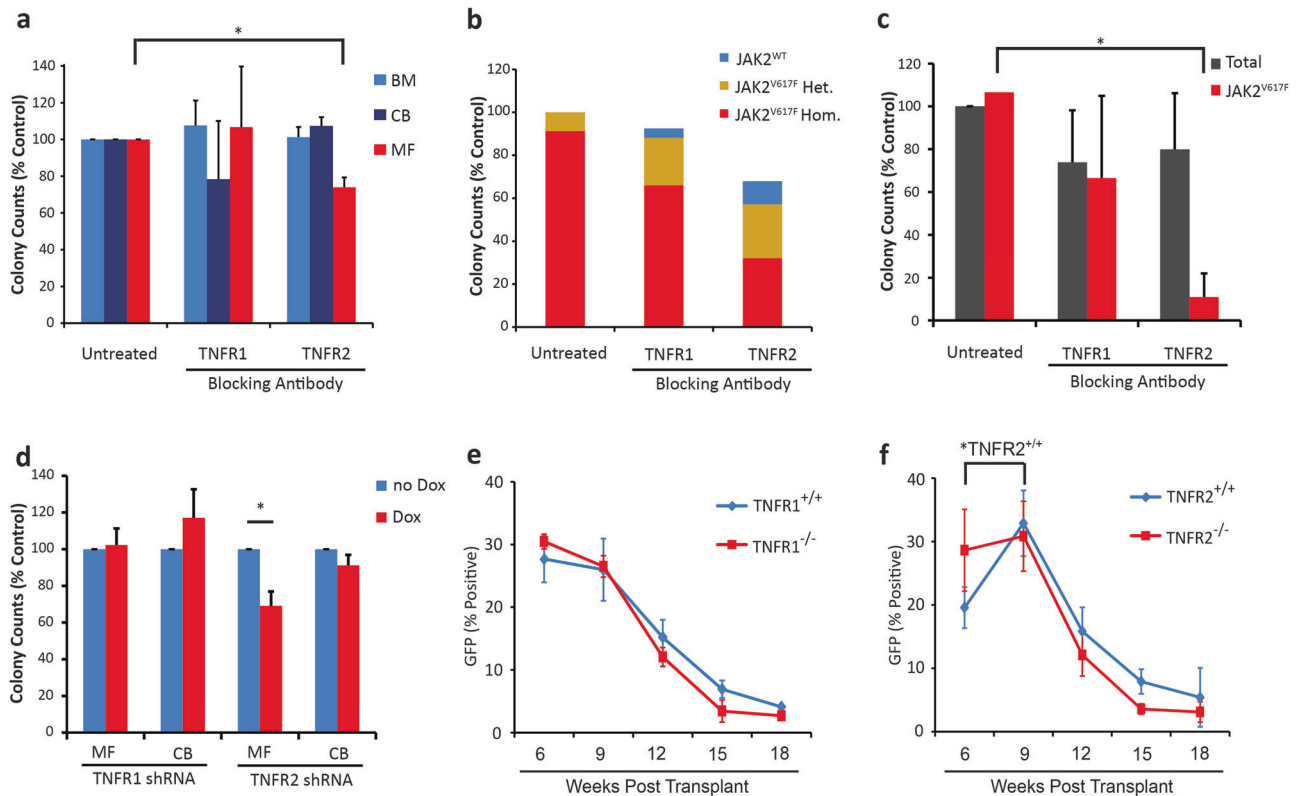 a
*
Colony Counts (% Control)
140
120
100
80
60
40
20
0
BM
CB
MF
Untreated TNFR1 TNFR2
Blocking Antibody
b
Colony Counts (% Control)
120
100
80
60
40
20
0
JAK2WT
JAK2V617F Het.
JAK2V617F Hom.
Untreated TNFR1 TNFR2
Blocking Antibody
c
*
Colony Counts (% Control)
120
100
80
60
40
20
0
Total
JAK2V617F
Untreated TNFR1 TNFR2
Blocking Antibody
d
Colony Counts (% Control)
140
120
100
80
60
40
20
0
*
no Dox
Dox
MF CB MF CB
TNFR1 shRNA TNFR2 shRNA
e
GFP (% Positive)
40
30
20
10
0
TNFR1+/+
TNFR1-/-
6 9 12 15 18
Weeks Post Transplant
f
*TNFR2+/+
GFP (% Positive)
40
30
20
10
0
TNFR2+/+
TNFR2-/-
6 9 12 15 18
Weeks Post Transplant